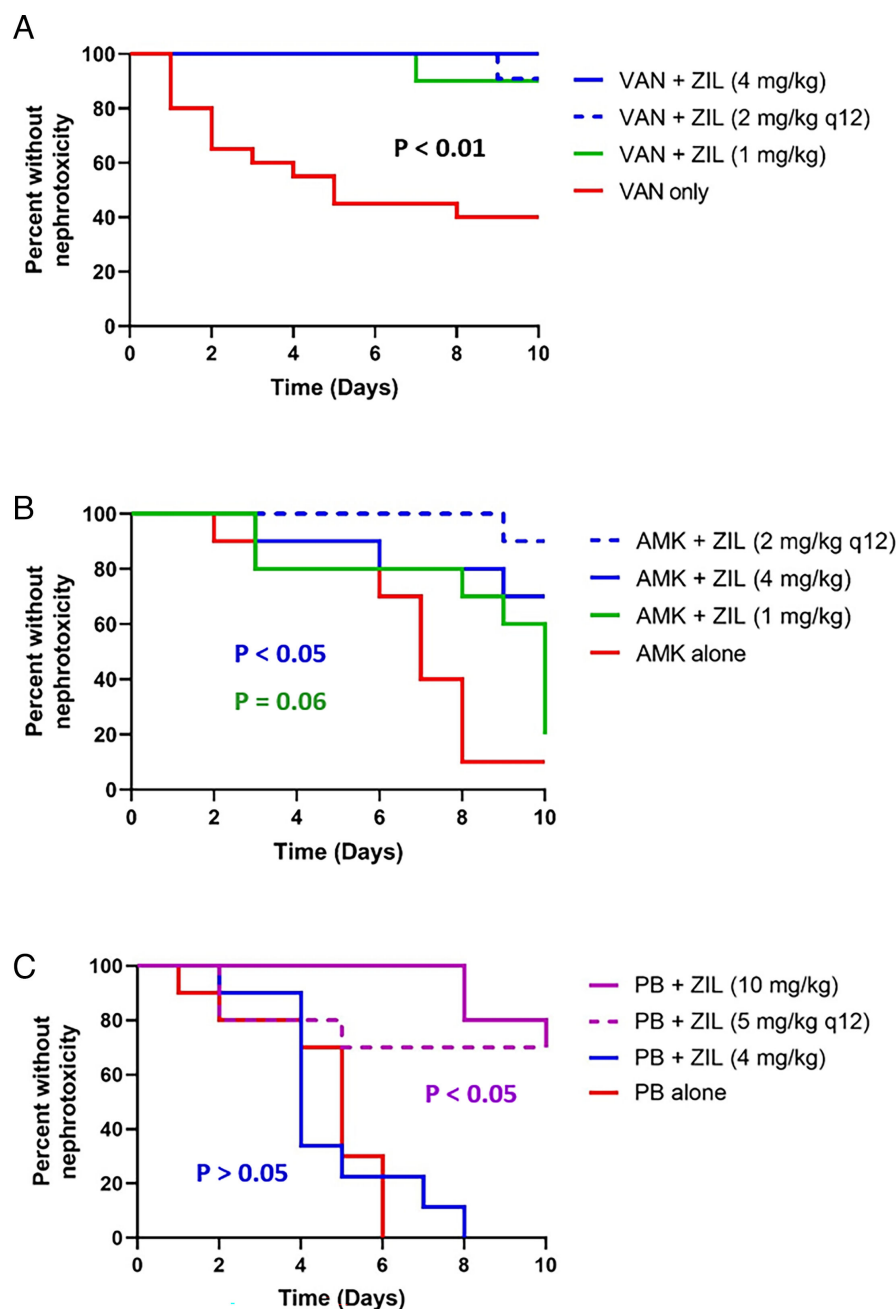 A
Percent without
nephrotoxicity
100
80
60
40
20
0
P < 0.01
0 2 4 6 8 10
Time (Days)
VAN + ZIL (4 mg/kg)
VAN + ZIL (2 mg/kg q12)
VAN + ZIL (1 mg/kg)
VAN only
B
Percent without
nephrotoxicity
100
80
60
40
20
0
P < 0.05
P = 0.06
0 2 4 6 8 10
Time (Days)
AMK + ZIL (2 mg/kg q12)
AMK + ZIL (4 mg/kg)
AMK + ZIL (1 mg/kg)
AMK alone
C
Percent without
nephrotoxicity
100
80
60
40
20
0
P < 0.05
P > 0.05
0 2 4 6 8 10
Time (Days)
PB + ZIL (10 mg/kg)
PB + ZIL (5 mg/kg q12)
PB + ZIL (4 mg/kg)
PB alone